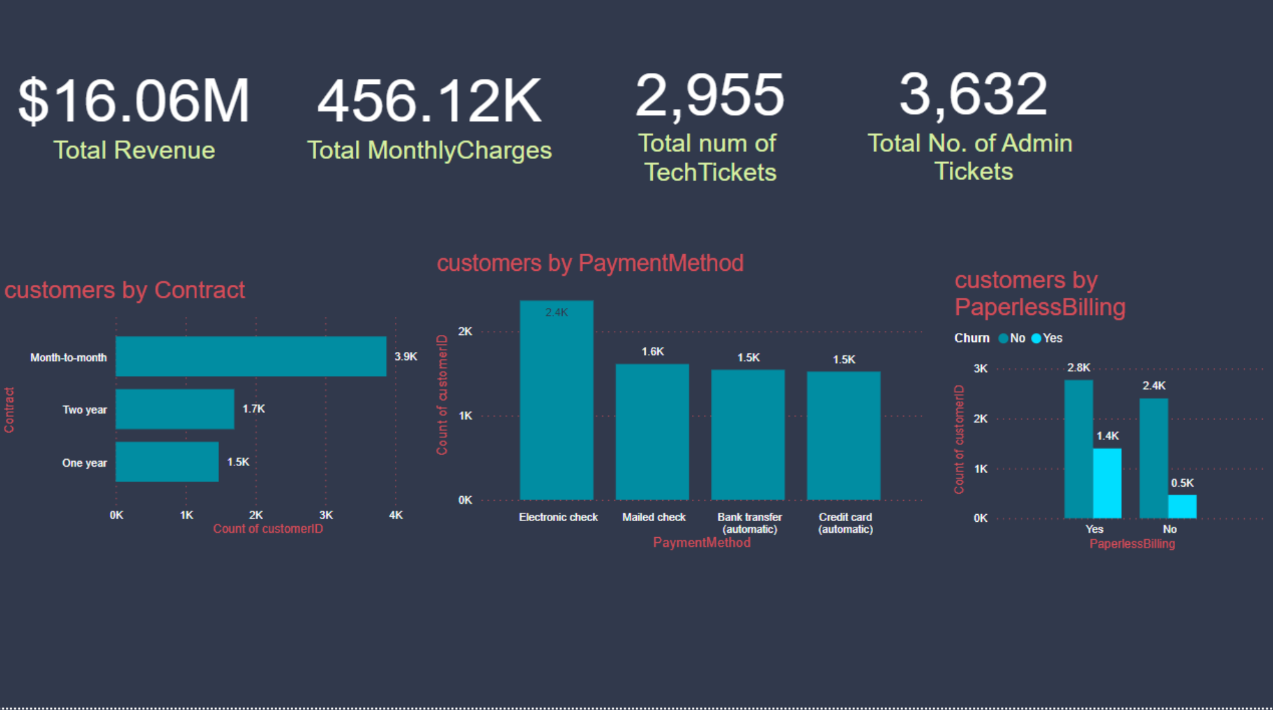 $16.06M
Total Revenue
456.12K
Total MonthlyCharges
2,955
Total num of
TechTickets
3,632
Total No. of Admin
Tickets
customers by Contract
Contract
Month-to-month
3.9K
Two year
1.7K
One year
1.5K
0K 1K 2K 3K 4K
Count of customerID
customers by PaymentMethod
Count of customerID
2K
1K
0K
2.4K
1.6K
1.5K
1.5K
Electronic check
Mailed check
Bank transfer
(automatic)
Credit card
(automatic)
PaymentMethod
customers by
PaperlessBilling
Churn No Yes
Count of customerID
3K
2K
1K
0K
2.8K
1.4K
2.4K
0.5K
Yes No
PaperlessBilling